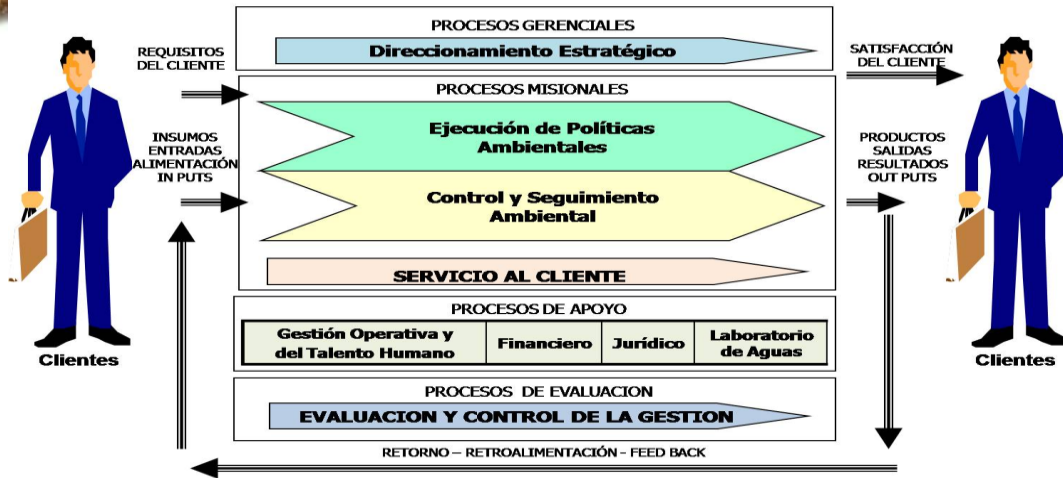 PROCESOS GERENCIALES
Direccionamiento Estratégico
REQUISITOS
DEL CLIENTE
SATISFACCIÓN
DEL CLIENTE
PROCESOS MISIONALES
Ejecución de Políticas
Ambientales
INSUMOS
ENTRADAS
ALIMENTACIÓN
IN PUTS
PRODUCTOS
SALIDAS
RESULTADOS
OUT PUTS
Control y Seguimiento
Ambiental
SERVICIO AL CLIENTE
PROCESOS DE APOYO
Gestión Operativa y
del Talento Humano
Financiero
Jurídico
Laboratorio
de Aguas
Clientes
Clientes
PROCESOS DE EVALUACION
EVALUACION Y CONTROL DE LA GESTION
RETORNO – RETROALIMENTACIÓN - FEED BACK